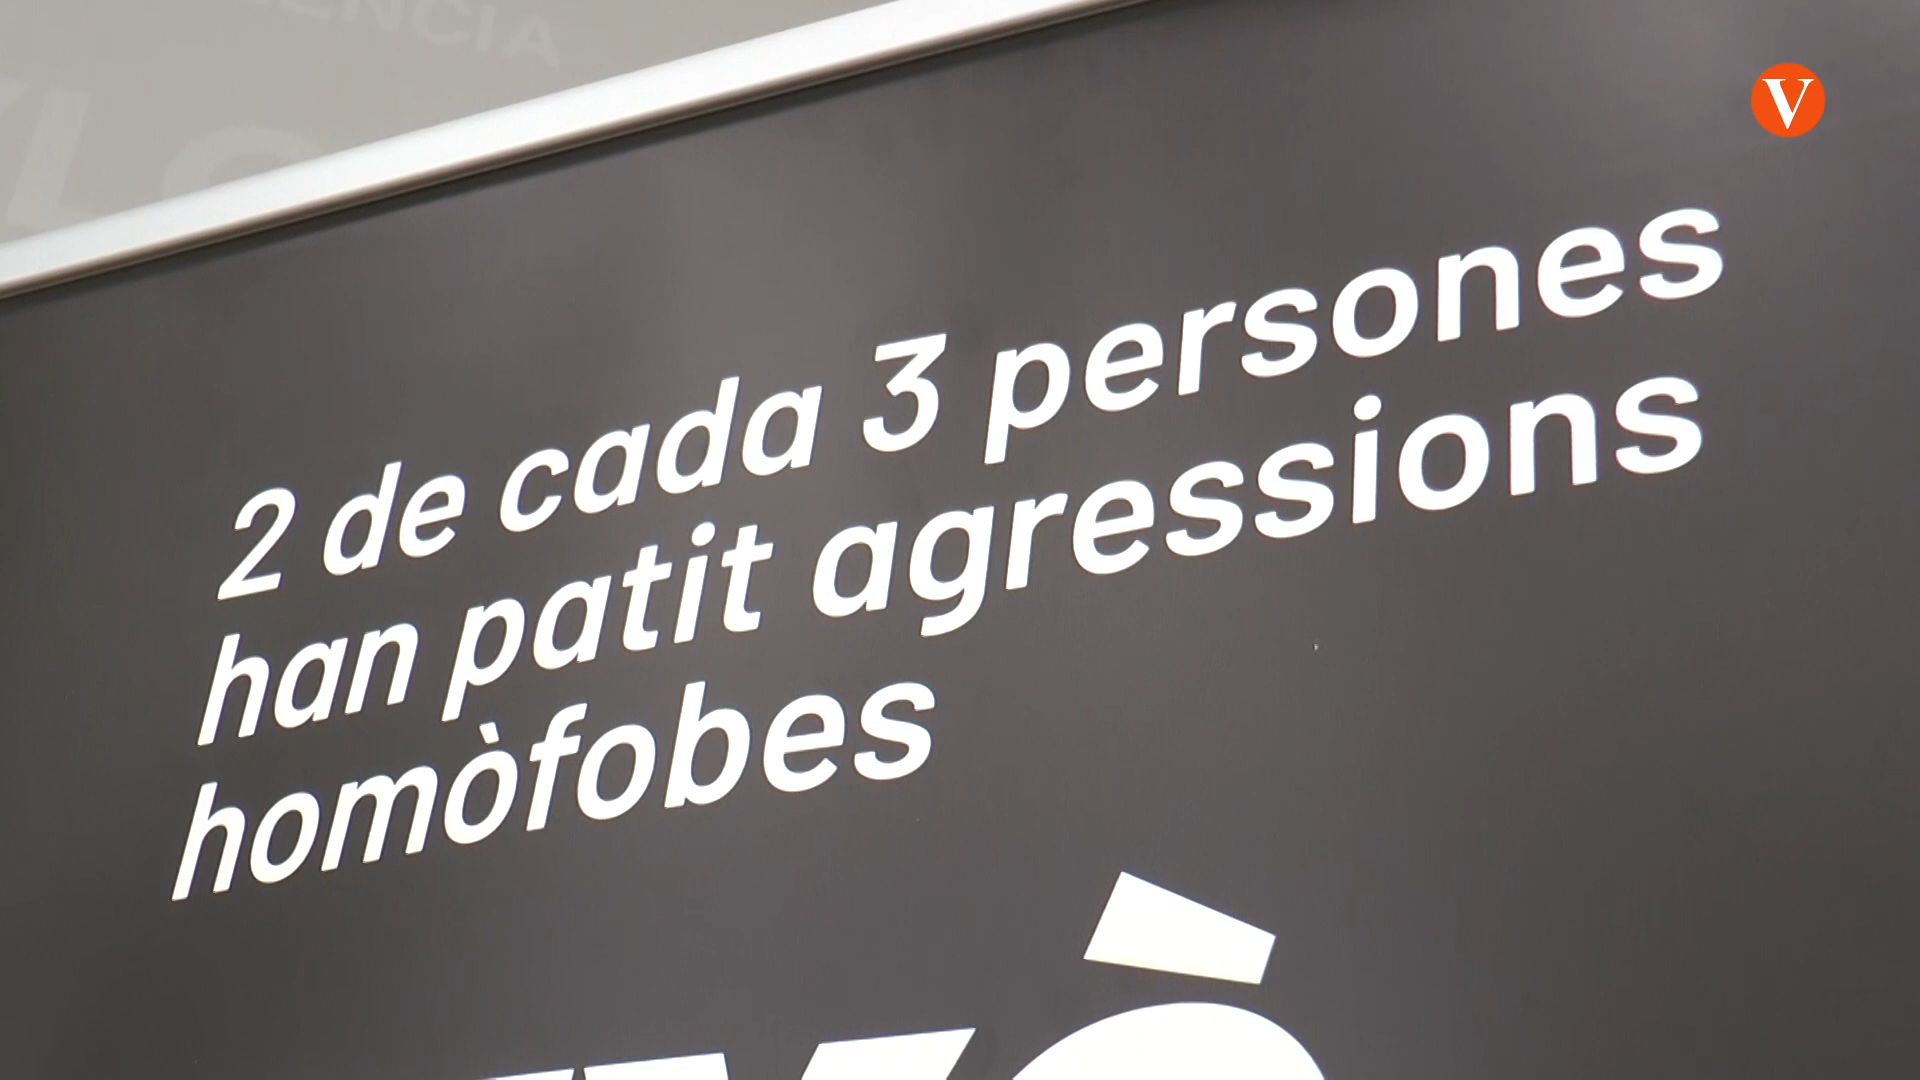 V
2 de cada 3 persones
han patit agressions
homòfobes